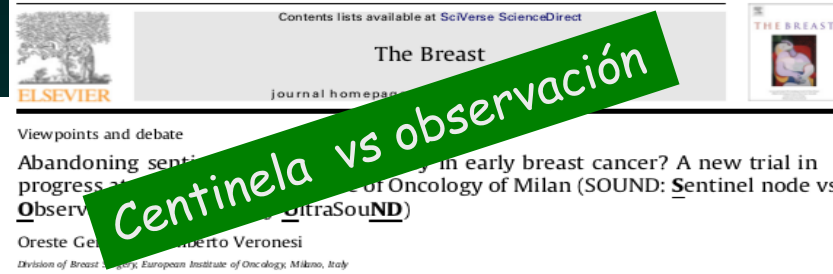 Contents lists available at SciVerse ScienceDirect
THE BREAST
The Breast
ELSEVIER
journal homepag
Centinela vs observación
Viewpoints and debate
Abandoning senti y in early breast cancer? A new trial in
progress of Oncology of Milan (SOUND: Sentinel node vs
Observ UltraSouND)
Oreste Ge berto Veronesi
Division of Breast Surgery, European Institute of Oncology, Milano, Italy